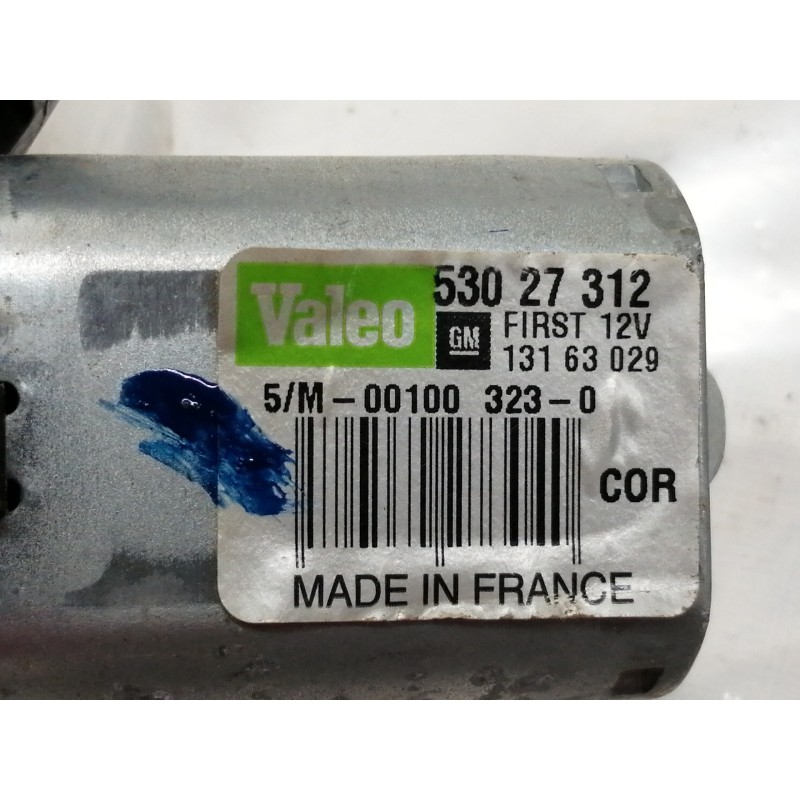 Valeo 530 27 312
GM FIRST 12V
131 63 029
5/M-00100 323-0
COR
MADE IN FRANCE